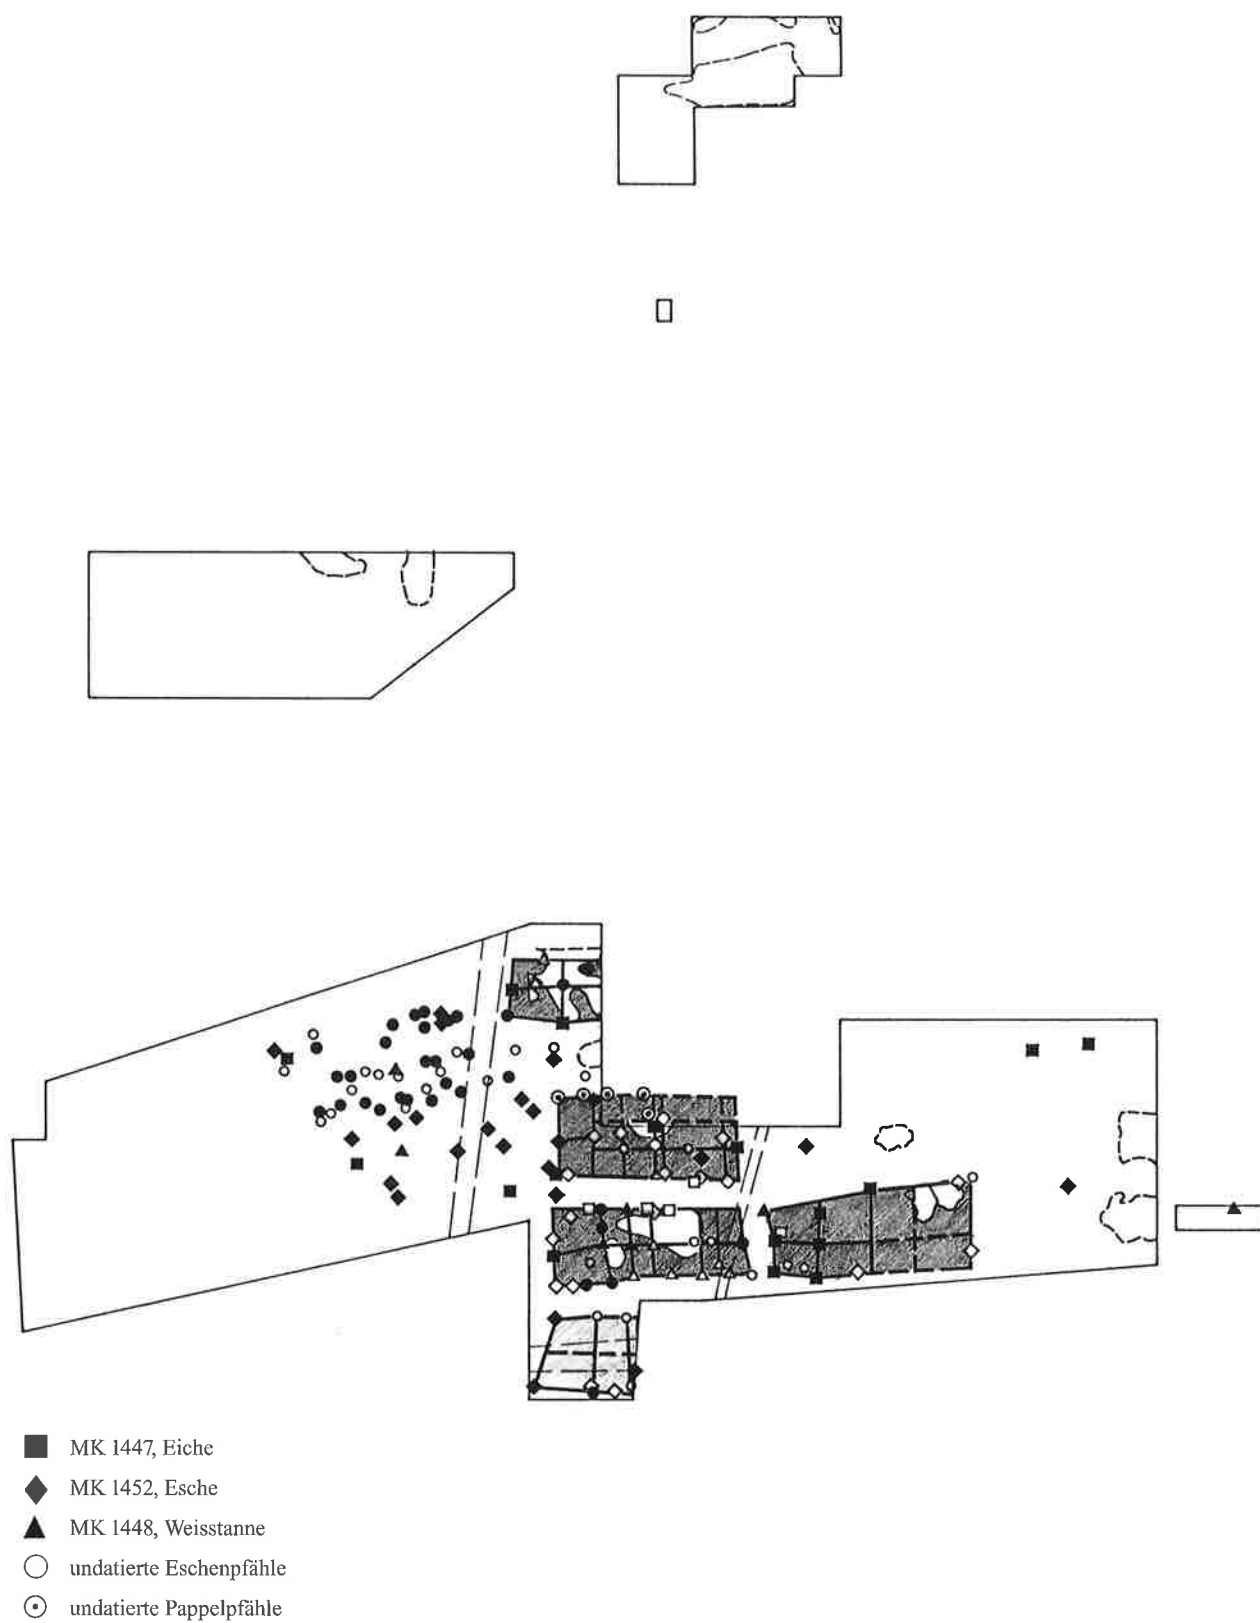 MK 1447, Eiche
MK 1452, Esche
MK 1448, Weisstanne
undatierte Eschenpfähle
undatierte Pappelpfähle